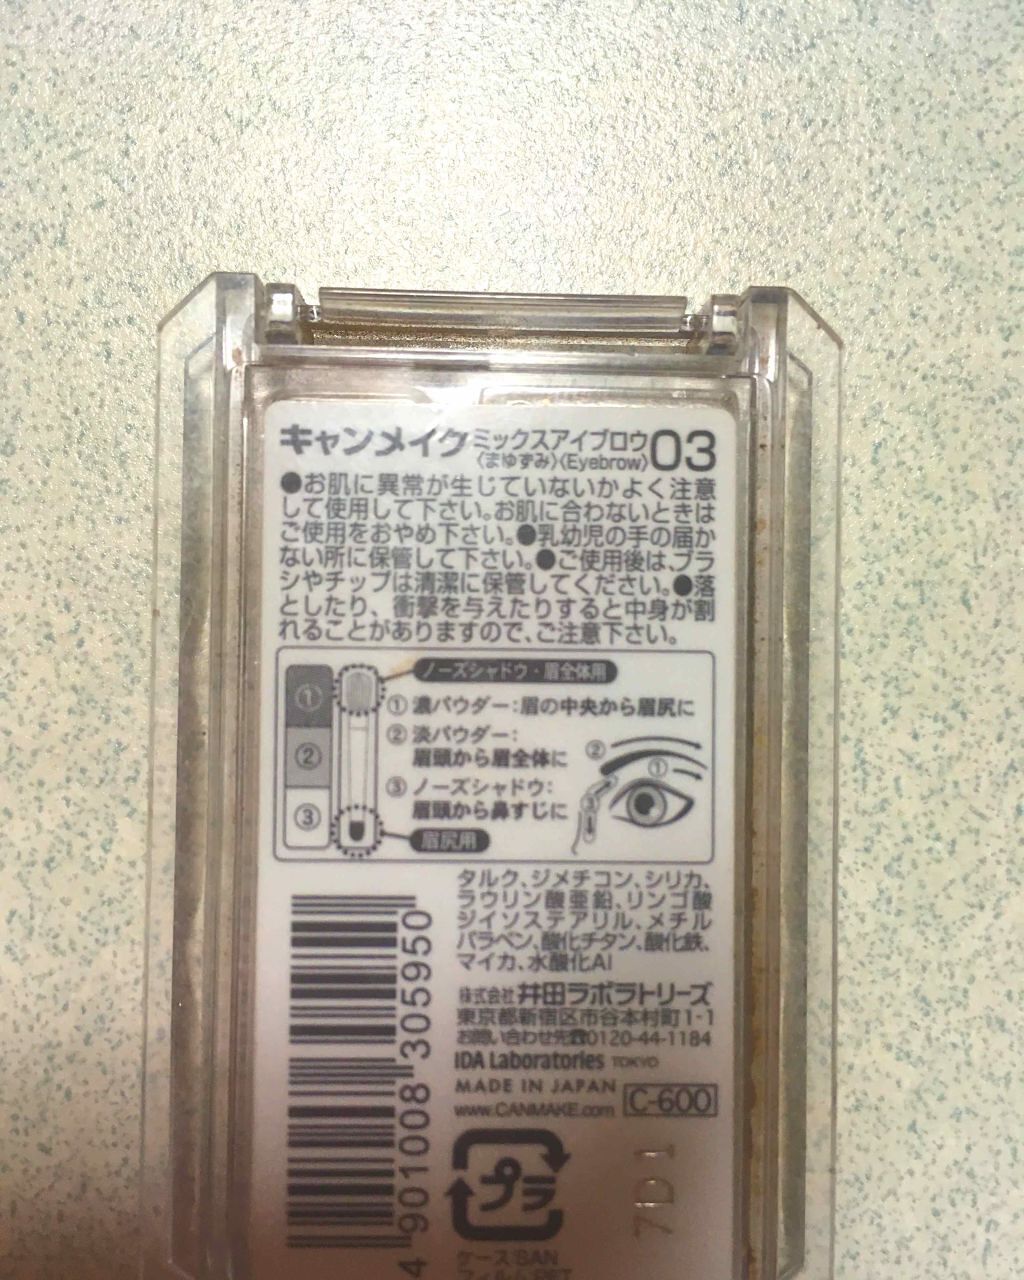 キャンメイク ミックスアイブロウ 03
〈まゆずみ〉〈Eyebrow〉
●お肌に異常が生じていないかよく注意
して使用して下さい。お肌に合わないときは
ご使用をおやめ下さい。●乳幼児の手の届か
ない所に保管して下さい。●ご使用後は、ブラ
シやチップは清潔に保管してください。●落
としたり、衝撃を与えたりすると中身が割
れることがありますので、ご注意下さい。
ノーズシャドウ・眉全体用
① 濃パウダー:眉の中央から眉尻に
② 淡パウダー:
眉頭から眉全体に
③ ノーズシャドウ:
眉頭から鼻すじに
眉尻用
①
②
③
②
①
③
タルク、ジメチコン、シリカ、
ラウリン酸亜鉛、リンゴ酸
ジイソステアリル、メチル
パラベン、酸化チタン、酸化鉄、
マイカ、水酸化Al
株式会社 井田ラボラトリーズ
東京都新宿区市谷本村町1-1
お問い合わせ先☎0120-44-1184
IDA Laboratories TOKYO
MADE IN JAPAN
www.CANMAKE.com C-600
4 901008 305950
プラ
7D1
ケース:SAN
フィルム:PET